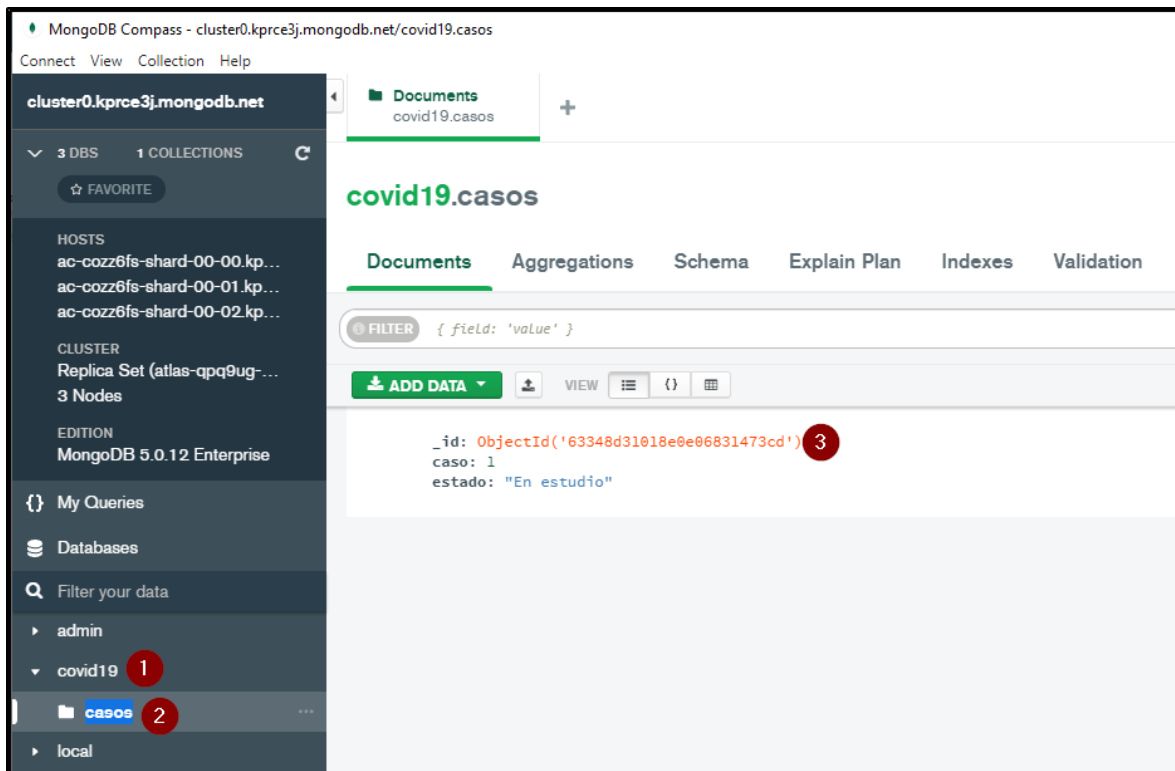 MongoDB Compass - cluster0.kprce3j.mongodb.net/covid19.casos
Connect View Collection Help
cluster0.kprce3j.mongodb.net
3 DBS 1 COLLECTIONS
FAVORITE
HOSTS
ac-cozz6fs-shard-00-00.kp...
ac-cozz6fs-shard-00-01.kp...
ac-cozz6fs-shard-00-02.kp...
CLUSTER
Replica Set (atlas-qpq9ug-...
3 Nodes
EDITION
MongoDB 5.0.12 Enterprise
{} My Queries
Databases
Filter your data
admin
covid19 1
casos 2 ...
local
Documents
covid19.casos
+
covid19.casos
Documents Aggregations Schema Explain Plan Indexes Validation
FILTER { field: 'value' }
ADD DATA VIEW {}
_id: ObjectId('63348d31018e0e06831473cd') 3
caso: 1
estado: "En estudio"